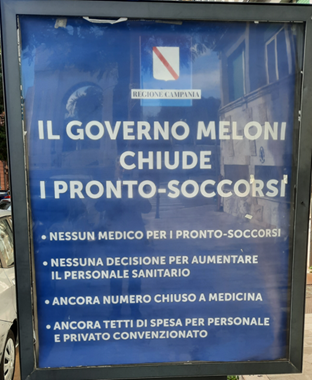 REGIONE CAMPANIA
IL GOVERNO MELONI
CHIUDE
I PRONTO-SOCCORSI
• NESSUN MEDICO PER I PRONTO-SOCCORSI
• NESSUNA DECISIONE PER AUMENTARE
IL PERSONALE SANITARIO
• ANCORA NUMERO CHIUSO A MEDICINA
• ANCORA TETTI DI SPESA PER PERSONALE
E PRIVATO CONVENZIONATO